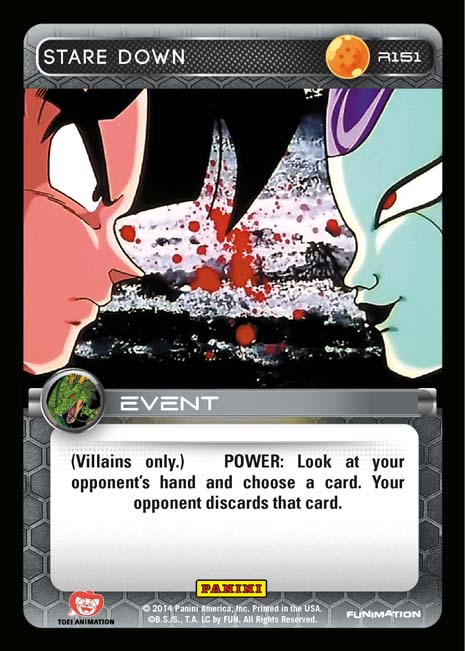 STARE DOWN
R151
EVENT
(Villains only.) POWER: Look at your
opponent's hand and choose a card. Your
opponent discards that card.
PANINI
TOEI ANIMATION
© 2014 Panini America, Inc. Printed in the USA.
©B.S./S., T.A. LC by FUN. All Rights Reserved.
FUNIMATION